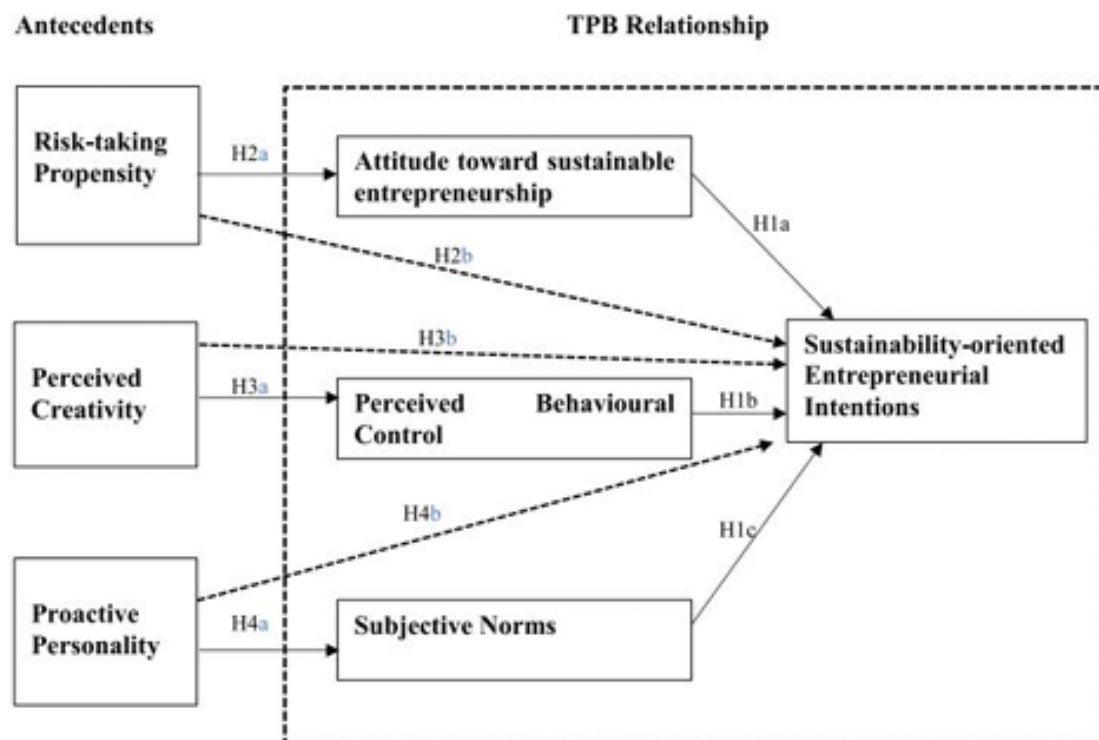 Antecedents
TPB Relationship
Risk-taking
Propensity
H2a
Attitude toward sustainable
entrepreneurship
H1a
H2b
Perceived
Creativity
H3b
H3a
Perceived Behavioural
Control
H1b
Sustainability-oriented
Entrepreneurial
Intentions
H4b
H1c
Proactive
Personality
H4a
Subjective Norms